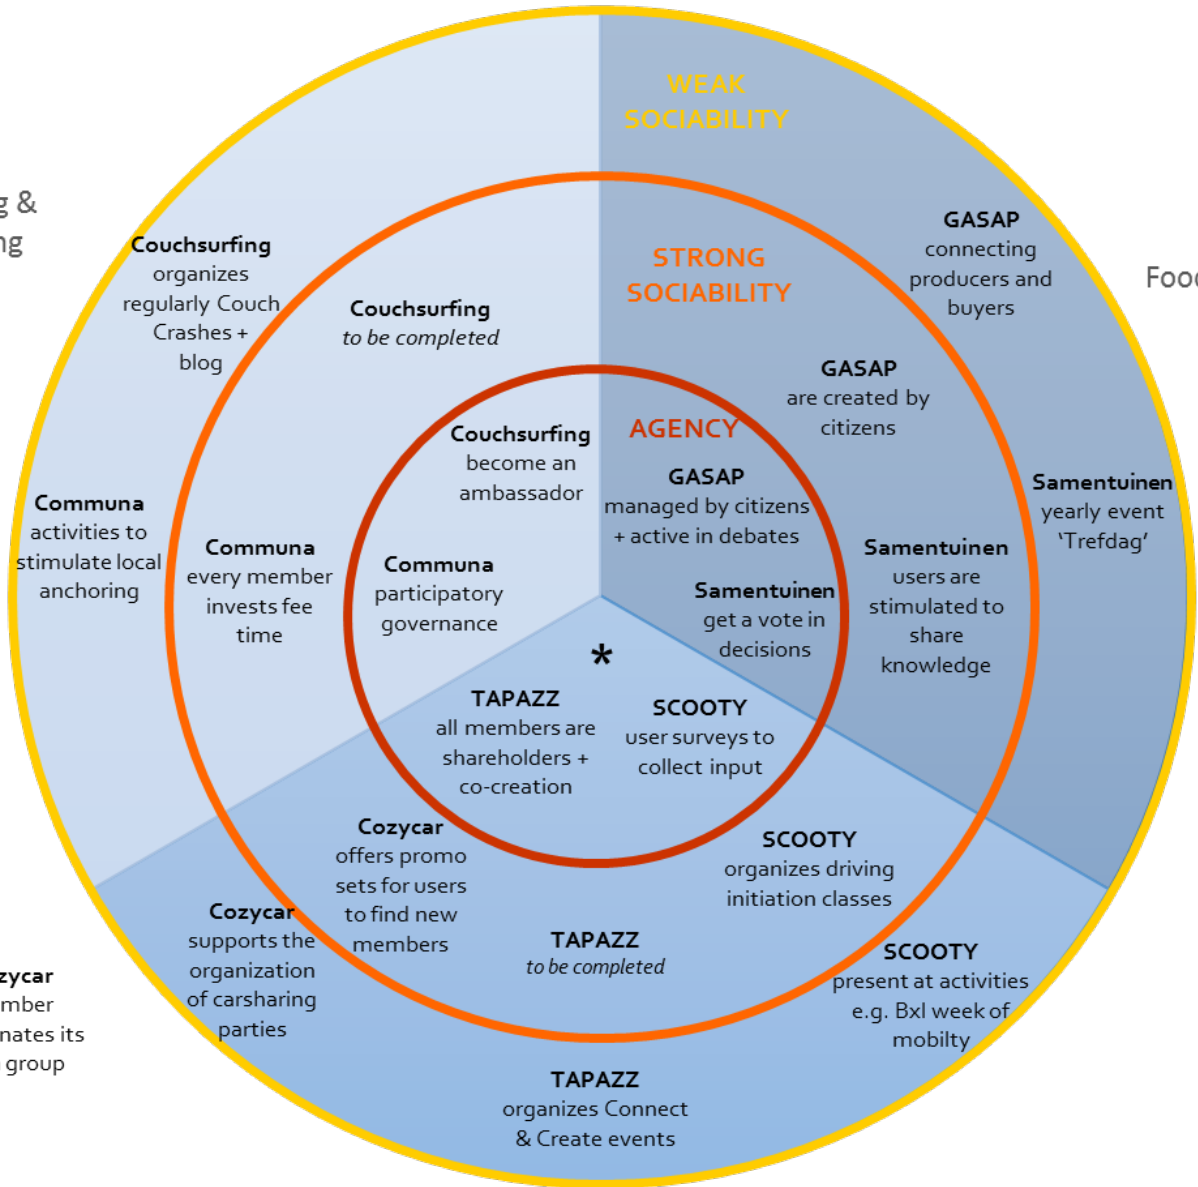 WEAK
SOCIABILITY
STRONG
SOCIABILITY
AGENCY
g &
ng
Couchsurfing
organizes
regularly Couch
Crashes +
blog
Couchsurfing
to be completed
Couchsurfing
become an
ambassador
Communa
activities to
stimulate local
anchoring
Communa
every member
invests fee
time
Communa
participatory
governance
GASAP
connecting
producers and
buyers
Food
GASAP
are created by
citizens
GASAP
managed by citizens
+ active in debates
Samentuinen
yearly event
‘Trefdag’
Samentuinen
users are
stimulated to
share
knowledge
Samentuinen
get a vote in
decisions
*
TAPAZZ
all members are
shareholders +
co-creation
SCOOTY
user surveys to
collect input
Cozycar
offers promo
sets for users
to find new
members
SCOOTY
organizes driving
initiation classes
TAPAZZ
to be completed
Cozycar
supports the
organization
of carsharing
parties
SCOOTY
present at activities
e.g. Bxl week of
mobilty
TAPAZZ
organizes Connect
& Create events
zycar
mber
nates its
group